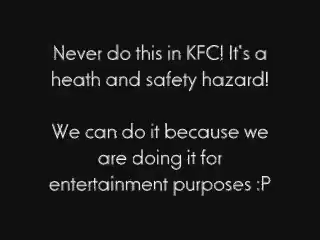 Never do this in KFC! It's a
heath and safety hazard!
We can do it because we
are doing it for
entertainment purposes :P